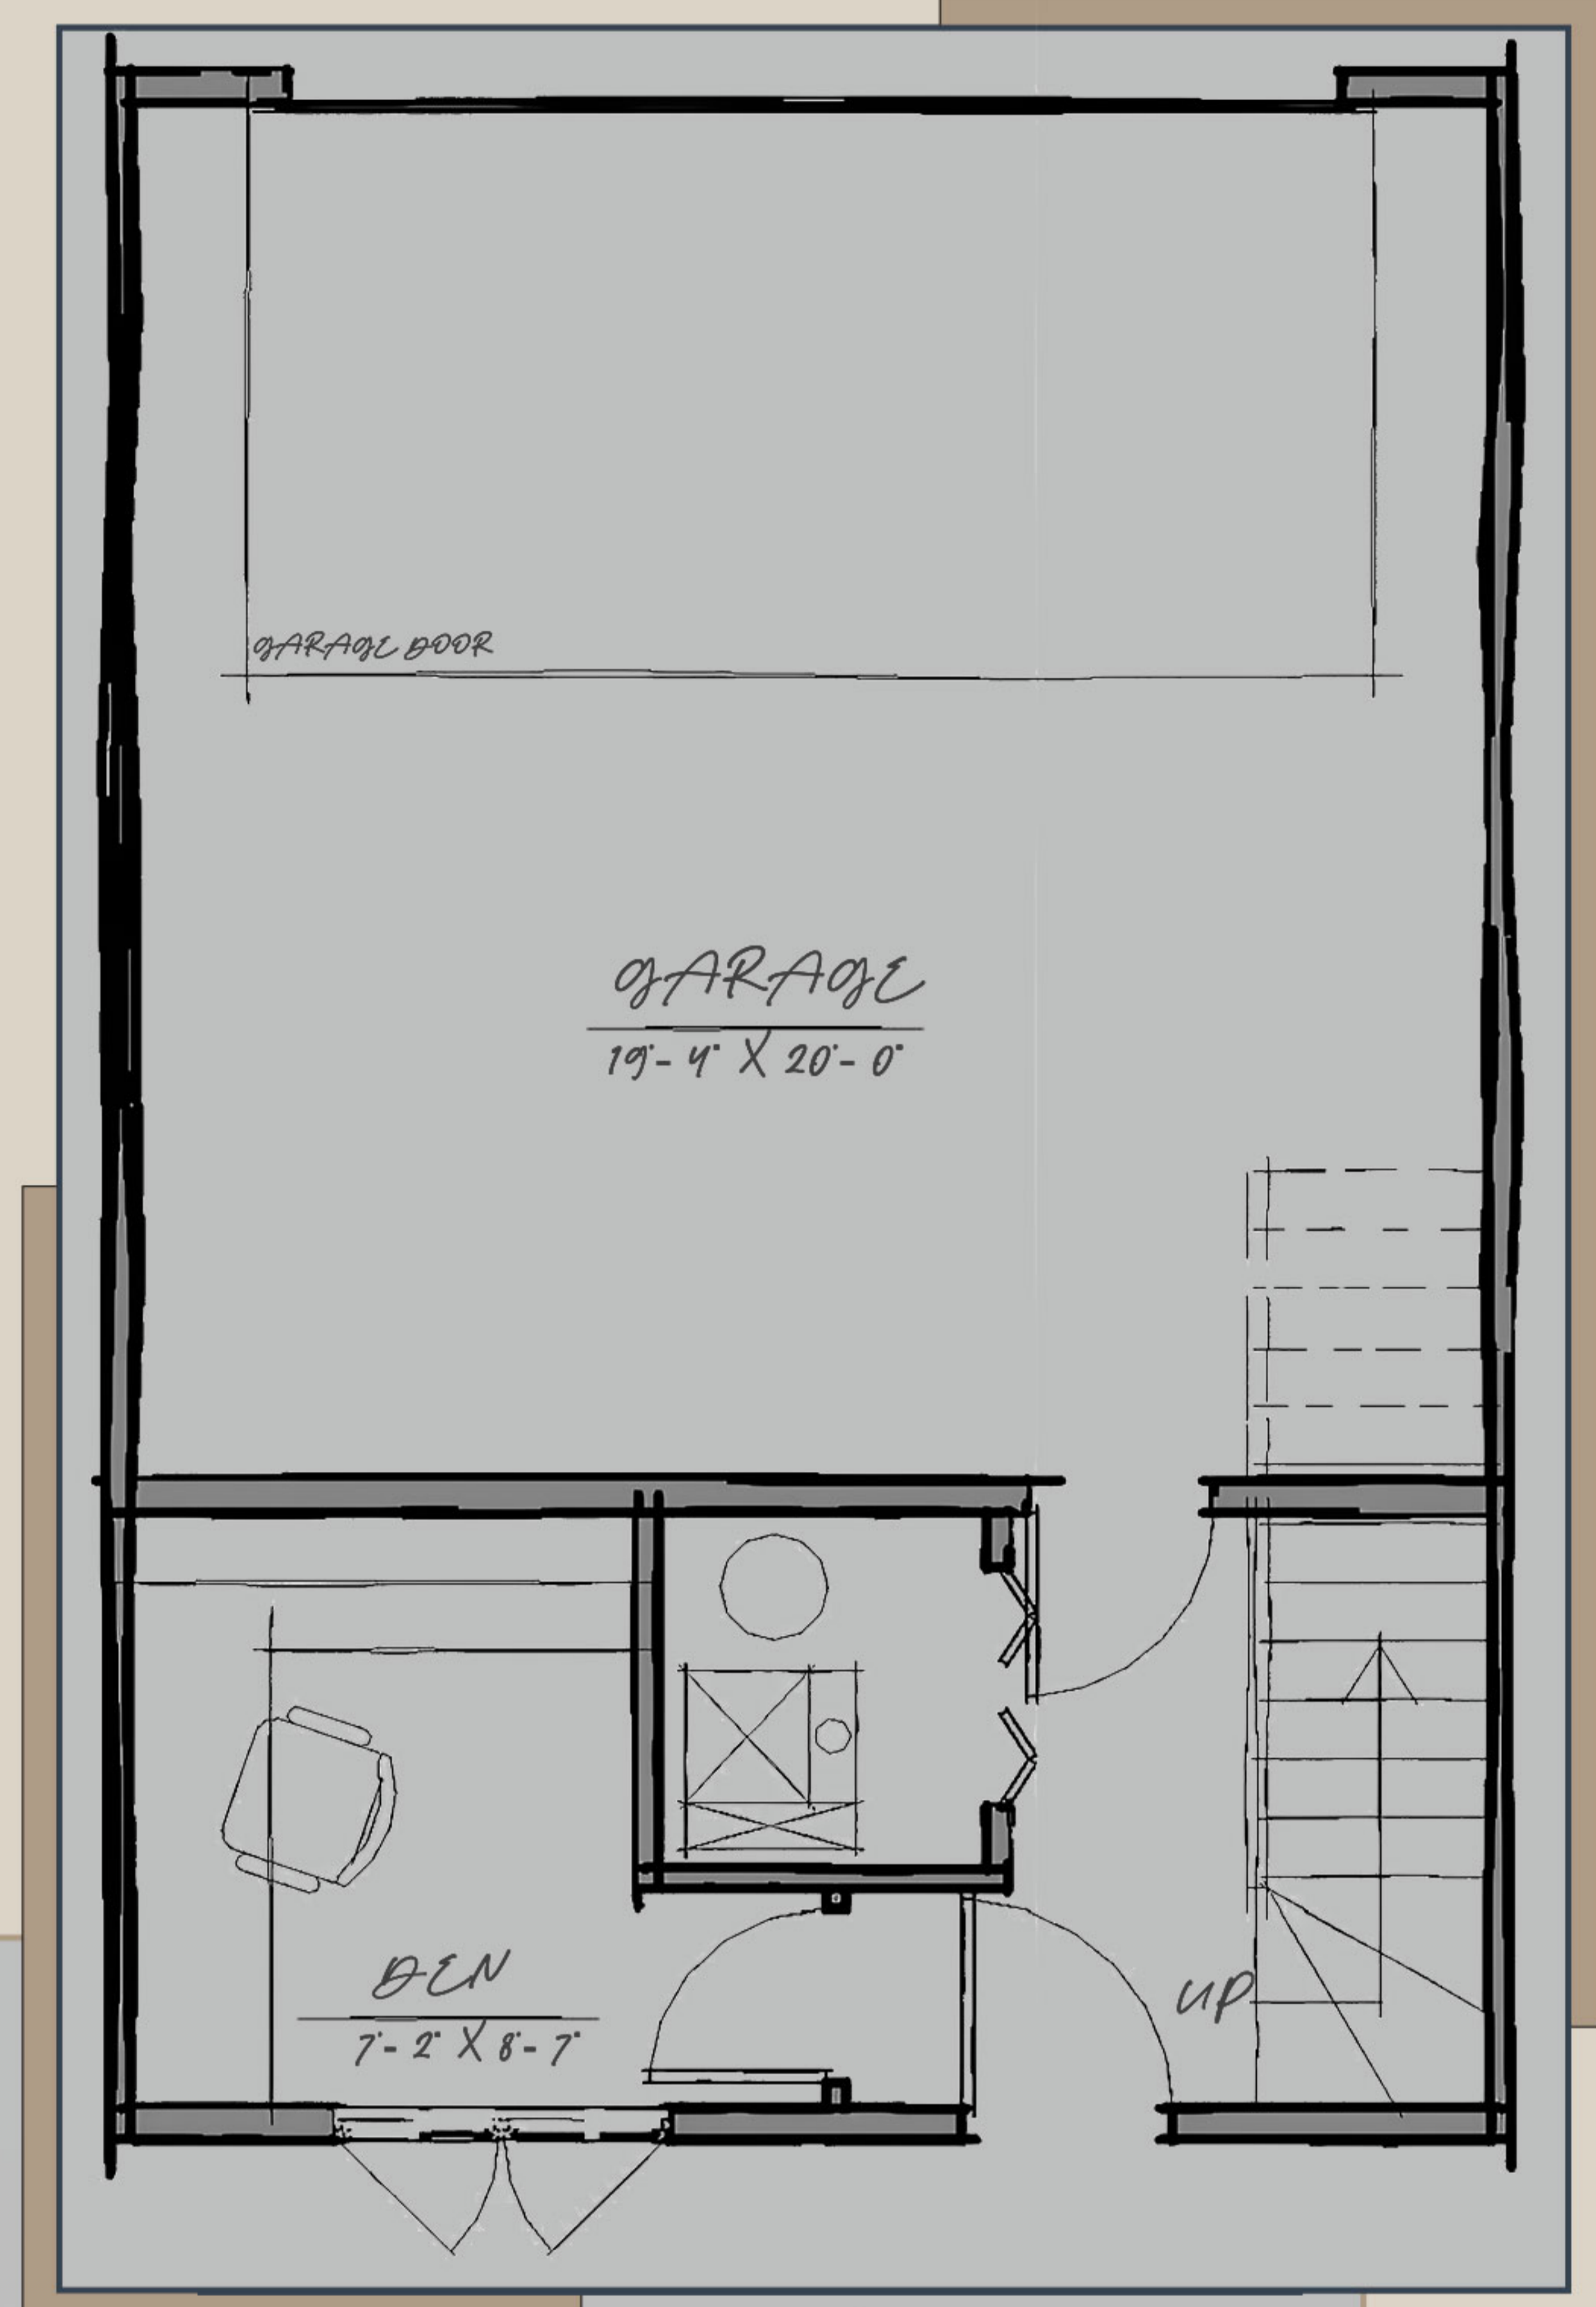 GARAGE DOOR
GARAGE
19'- 4" X 20'- 0"
DEN
7'- 2" X 8'- 7"
UP